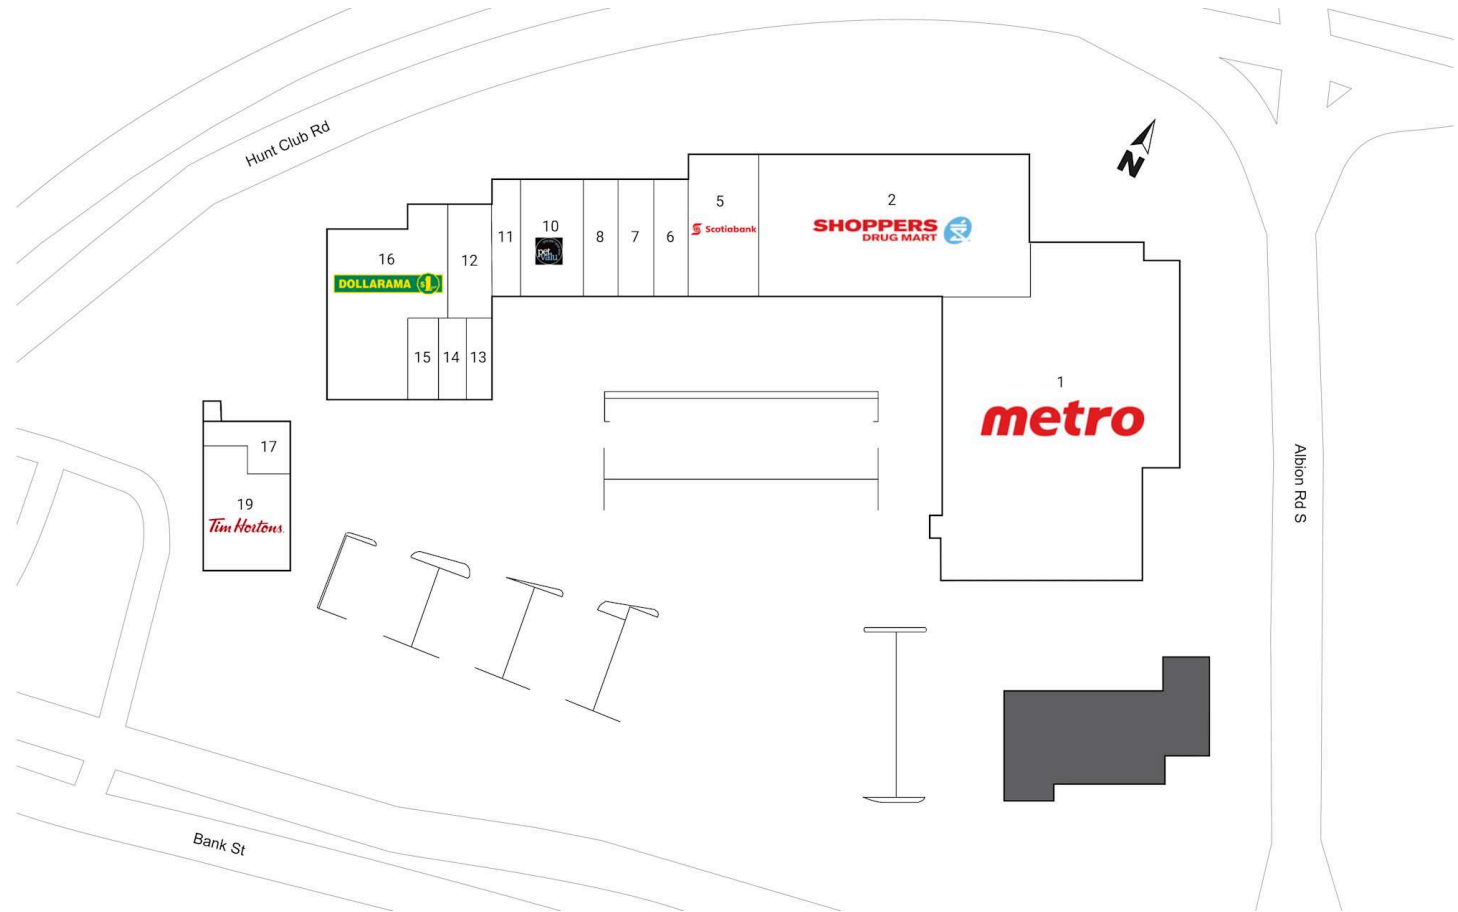 Hunt Club Rd
N
5
Scotiabank
2
SHOPPERS
DRUG MART
11
10
pet
valu
8
7
6
16
DOLLARAMA $1
12
15
14
13
1
metro
17
19
Tim Hortons.
Albion Rd S
Bank St